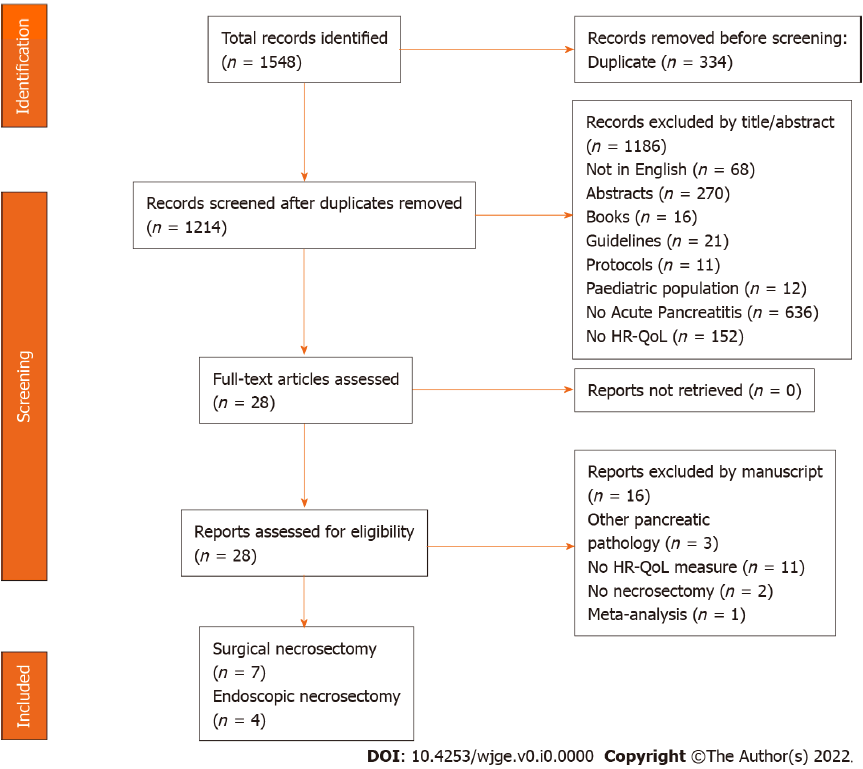 Identification
Total records identified
(n = 1548)
Records removed before screening:
Duplicate (n = 334)
Screening
Records screened after duplicates removed
(n = 1214)
Records excluded by title/abstract
(n = 1186)
Not in English (n = 68)
Abstracts (n = 270)
Books (n = 16)
Guidelines (n = 21)
Protocols (n = 11)
Paediatric population (n = 12)
No Acute Pancreatitis (n = 636)
No HR-QoL (n = 152)
Full-text articles assessed
(n = 28)
Reports not retrieved (n = 0)
Reports assessed for eligibility
(n = 28)
Reports excluded by manuscript
(n = 16)
Other pancreatic
pathology (n = 3)
No HR-QoL measure (n = 11)
No necrosectomy (n = 2)
Meta-analysis (n = 1)
Included
Surgical necrosectomy
(n = 7)
Endoscopic necrosectomy
(n = 4)
DOI: 10.4253/wjge.v0.i0.0000 Copyright ©The Author(s) 2022.